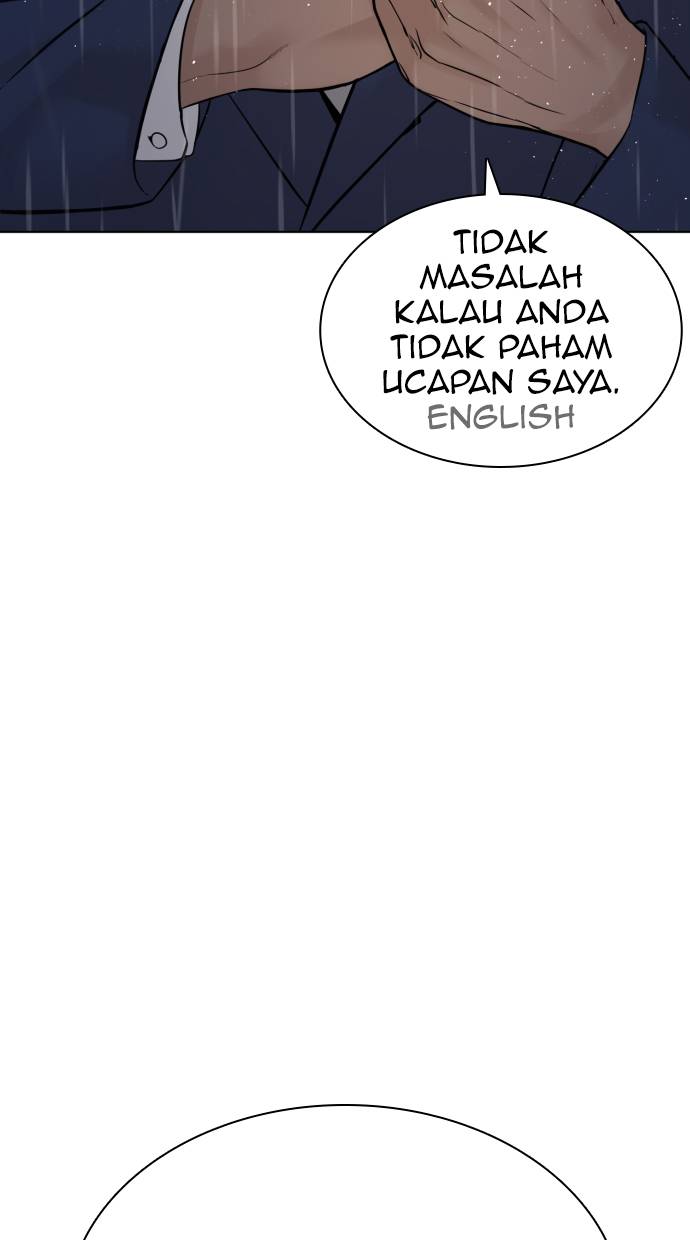 TIDAK
MASALAH
KALAU ANDA
TIDAK PAHAM
UCAPAN SAYA.
ENGLISH